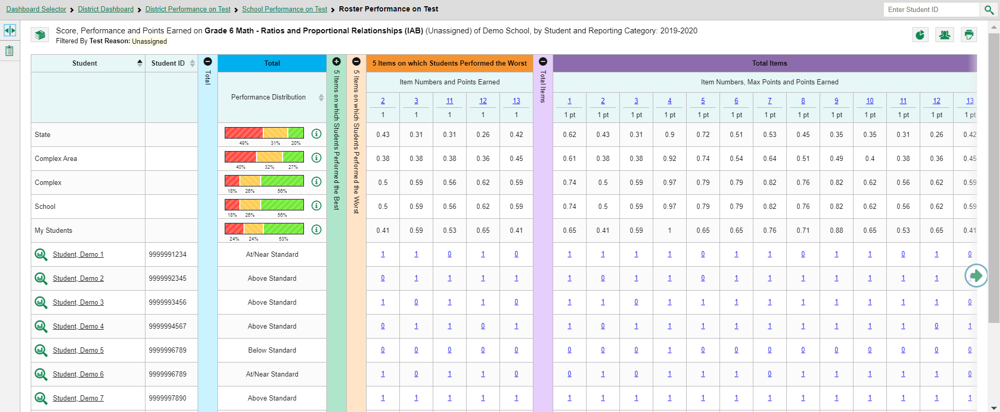 Dashboard Selector > District Dashboard > District Performance on Test > School Performance on Test > Roster Performance on Test
Enter Student ID
Score, Performance and Points Earned on Grade 6 Math - Ratios and Proportional Relationships (IAB) (Unassigned) of Demo School, by Student and Reporting Category: 2019-2020
Filtered By Test Reason: Unassigned
Student Student ID Total Total 5 Items on which Students Performed the Best 5 Items on which Students Performed the Worst 5 Items on which Students Performed the Worst Total Items Total Items
Performance Distribution Item Numbers and Points Earned Item Numbers, Max Points and Points Earned
2 3 11 12 13 1 2 3 4 5 6 7 8 9 10 11 12 13
1 1 1 1 1 1 pt 1 pt 1 pt 1 pt 1 pt 1 pt 1 pt 1 pt 1 pt 1 pt 1 pt 1 pt 1 pt
State 49% 31% 20% 0.43 0.31 0.31 0.26 0.42 0.62 0.43 0.31 0.9 0.72 0.51 0.53 0.45 0.35 0.35 0.31 0.26 0.42
Complex Area 40% 32% 27% 0.38 0.38 0.38 0.36 0.45 0.61 0.38 0.38 0.92 0.74 0.54 0.64 0.51 0.49 0.4 0.38 0.36 0.45
Complex 18% 26% 56% 0.5 0.59 0.56 0.62 0.59 0.74 0.5 0.59 0.97 0.79 0.79 0.82 0.76 0.82 0.62 0.56 0.62 0.59
School 18% 26% 56% 0.5 0.59 0.56 0.62 0.59 0.74 0.5 0.59 0.97 0.79 0.79 0.82 0.76 0.82 0.62 0.56 0.62 0.59
My Students 24% 24% 53% 0.41 0.59 0.53 0.65 0.41 0.65 0.41 0.59 1 0.65 0.65 0.76 0.71 0.88 0.65 0.53 0.65 0.41
Student, Demo 1 9999991234 At/Near Standard 1 1 0 1 0 1 1 1 1 0 1 1 0 1 1 0 1 0
Student, Demo 2 9999992345 Above Standard 0 1 1 1 1 1 0 1 1 0 1 1 1 1 1 1 1
Student, Demo 3 9999993456 Above Standard 1 0 1 1 0 1 1 0 1 1 1 1 1 1 1 1 1 0
Student, Demo 4 9999994567 Above Standard 0 1 1 0 1 1 0 1 1 1 1 1 1 1 1 1 0 1
Student, Demo 5 9999996789 Below Standard 0 0 0 0 0 0 0 0 1 0 0 0 0 0 0 0 0 0
Student, Demo 6 9999996789 At/Near Standard 1 0 1 1 0 0 1 0 1 1 1 0 1 1 1 1 1 0
Student, Demo 7 9999997890 Above Standard 1 1 1 1 1 1 1 1 1 1 1 1 1 1 1 1 1 1